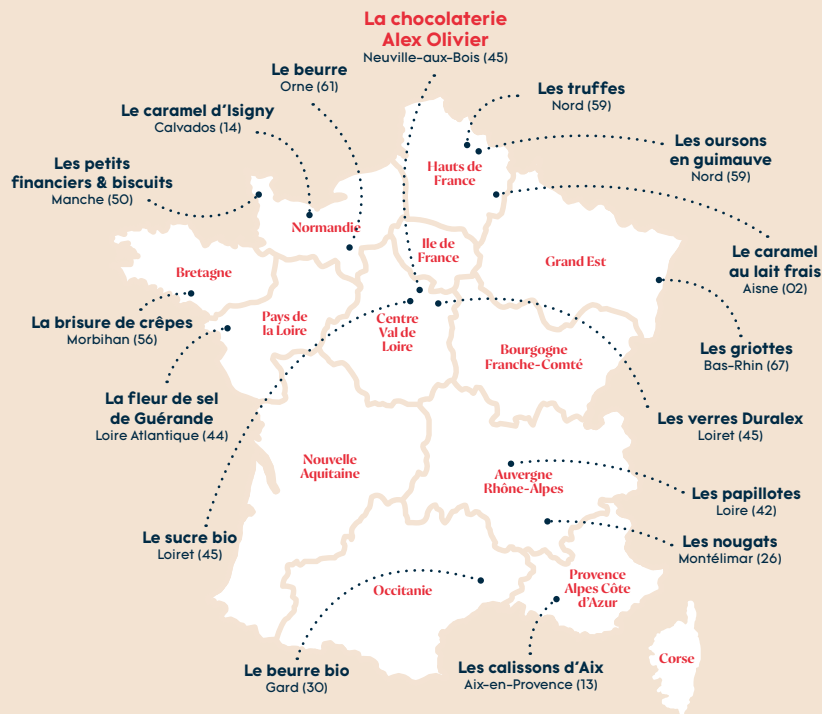 La chocolaterie
Alex Olivier
Neuville-aux-Bois (45)
Le beurre
Orne (61)
Les truffes
Nord (59)
Le caramel d'Isigny
Calvados (14)
Les oursons
en guimauve
Nord (59)
Les petits
financiers & biscuits
Manche (50)
Hauts de
France
Normandie
Ile de
France
Grand Est
Le caramel
au lait frais
Aisne (02)
Bretagne
La brisure de crêpes
Morbihan (56)
Pays de
la Loire
Centre
Val de
Loire
Bourgogne
Franche-Comté
Les griottes
Bas-Rhin (67)
La fleur de sel
de Guérande
Loire Atlantique (44)
Les verres Duralex
Loiret (45)
Nouvelle
Aquitaine
Auvergne
Rhône-Alpes
Les papillotes
Loire (42)
Le sucre bio
Loiret (45)
Les nougats
Montélimar (26)
Occitanie
Provence
Alpes Côte
d'Azur
Corse
Le beurre bio
Gard (30)
Les calissons d'Aix
Aix-en-Provence (13)